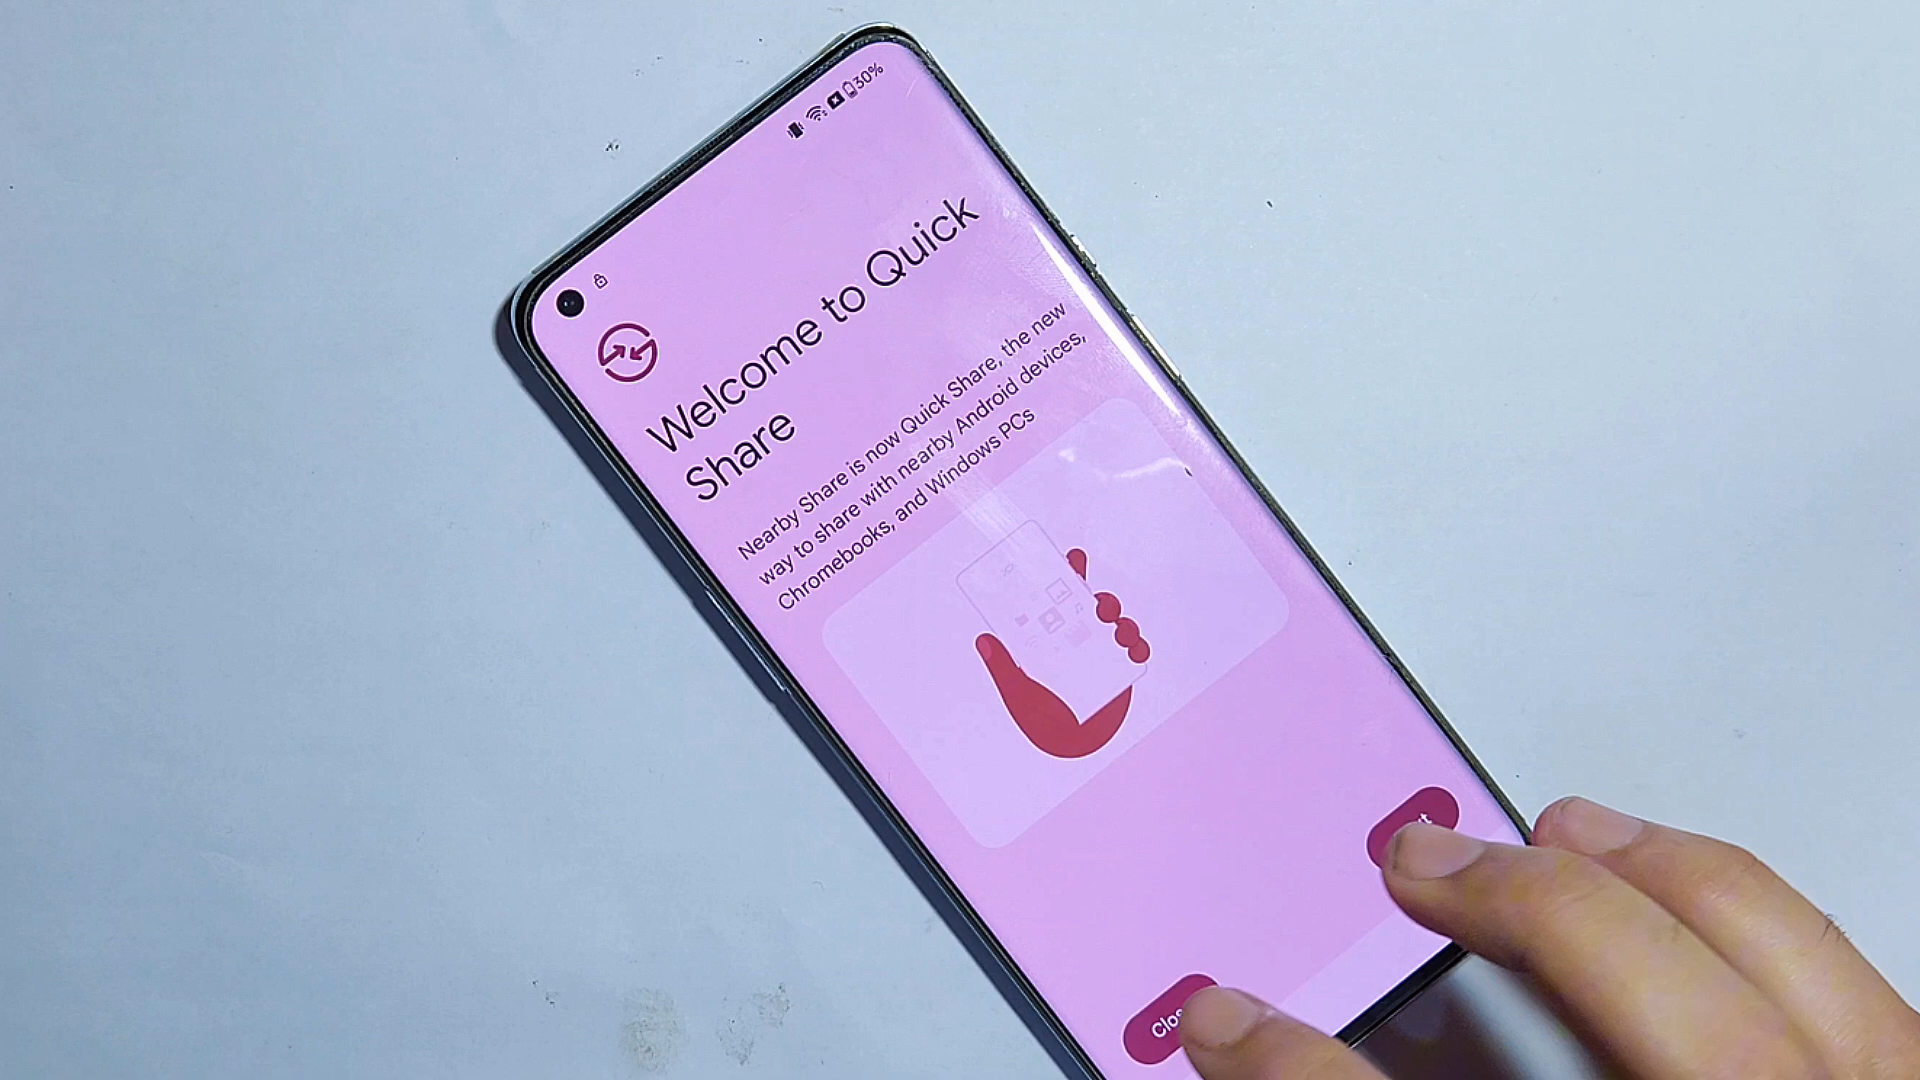 30%
Welcome to Quick
Share
Nearby Share is now Quick Share, the new
way to share with nearby Android devices,
Chromebooks, and Windows PCs